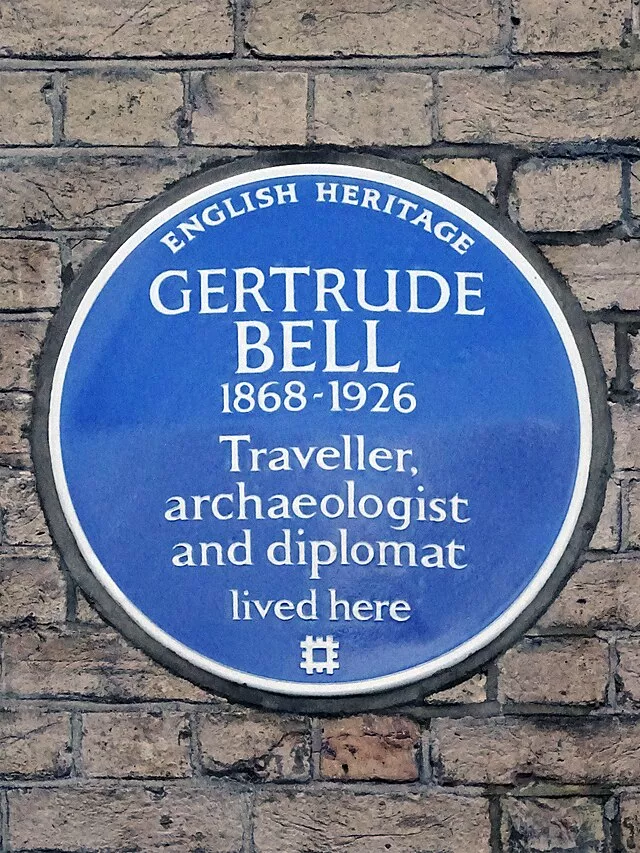 ENGLISH HERITAGE
GERTRUDE
BELL
1868-1926
Traveller,
archaeologist
and diplomat
lived here